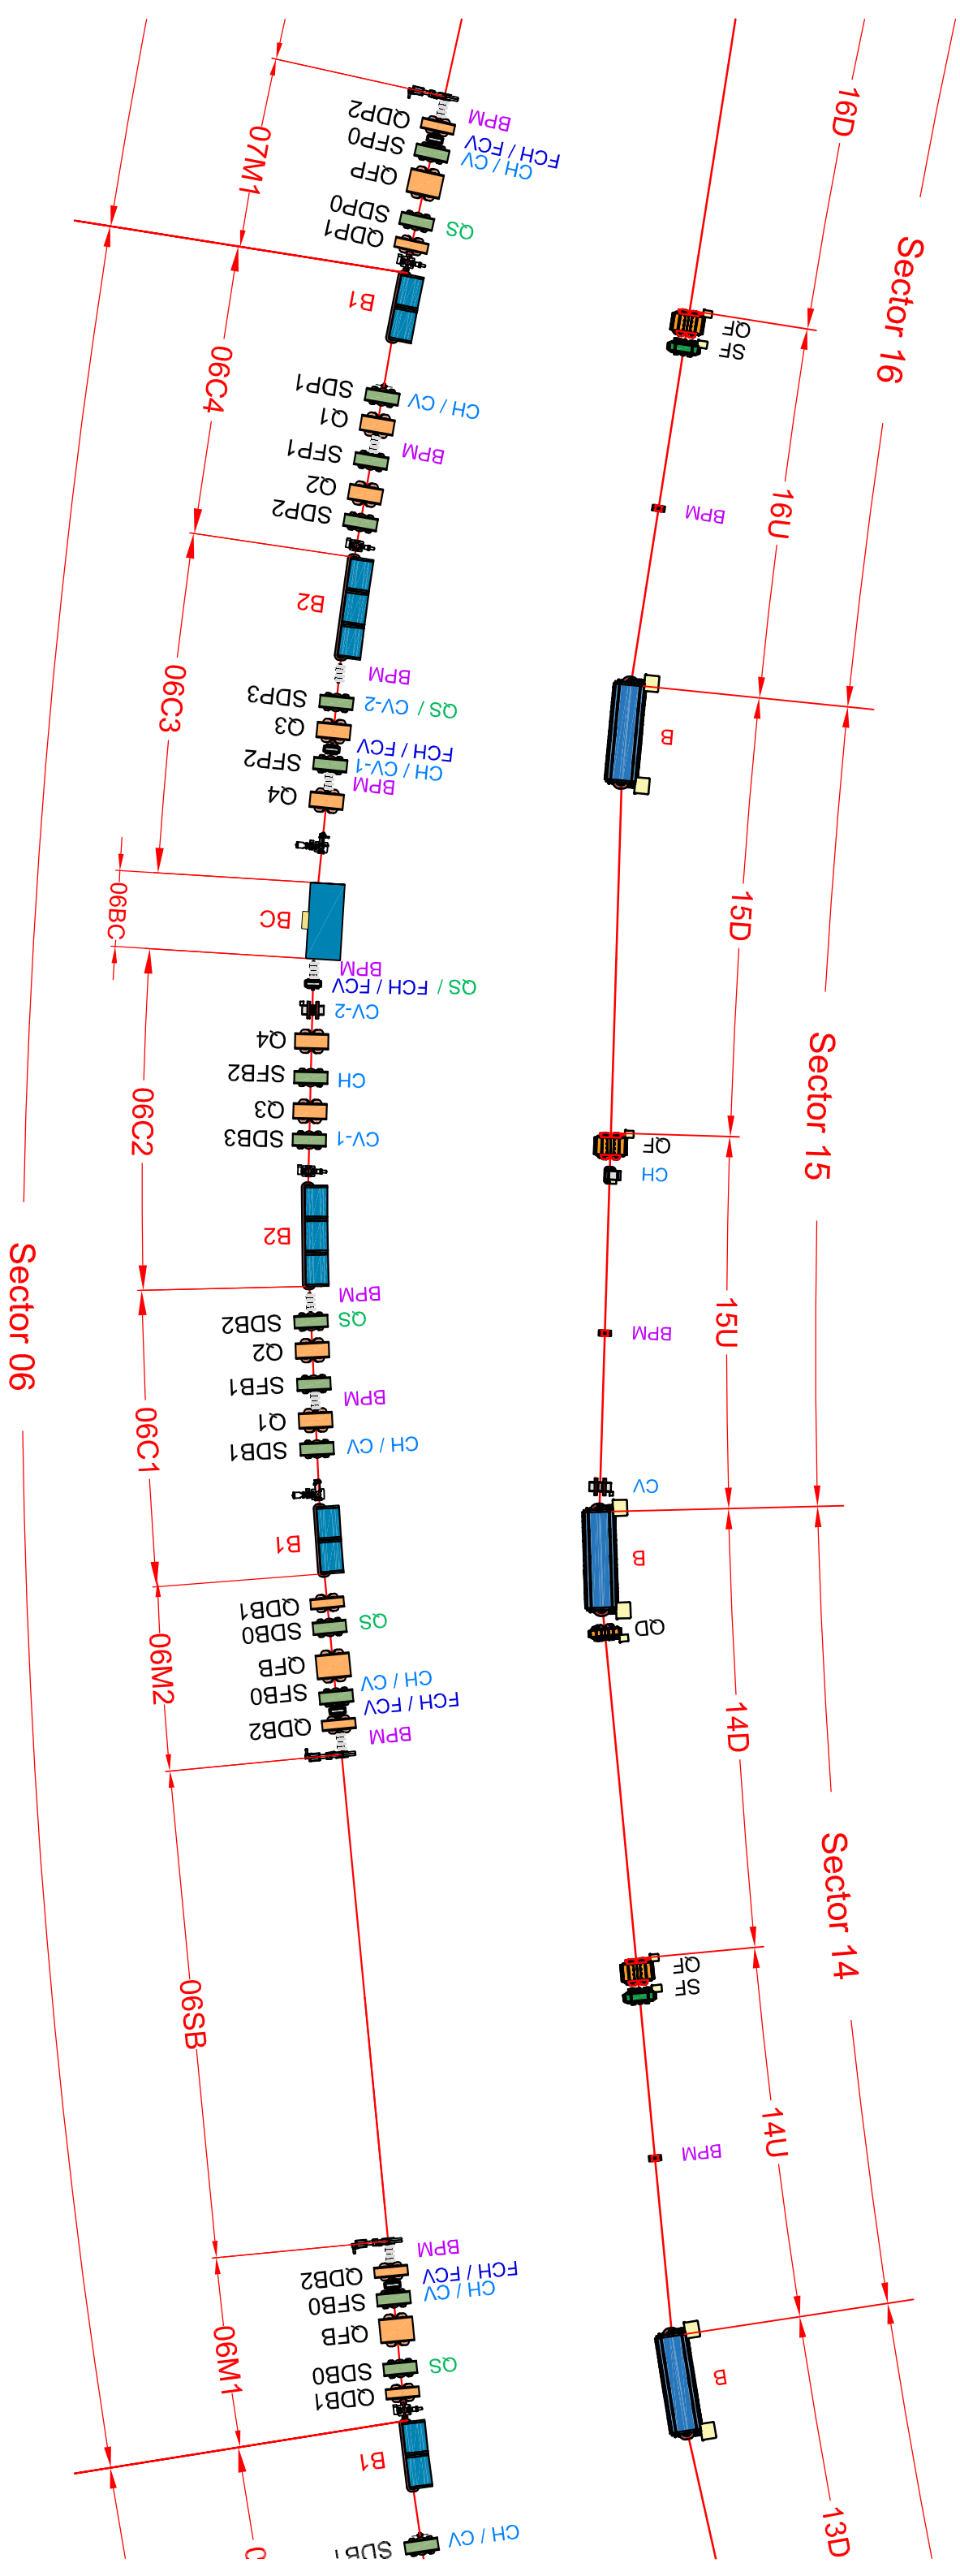 07M1
QDP2
BPM
SFP0
FCH / FCV
CH / CV
QFP
SDP0
QS
QDP1
B1
06C4
SDP1
CH / CV
Q1
SFP1
BPM
Q2
SDP2
B2
06C3
BPM
SDP3
QS / CV-2
Q3
FCH / FCV
SFP2
CH / CV-1
BPM
Q4
06BC
BC
BPM
QS / FCH / FCV
CV-2
Q4
SFB2
CH
Q3
SDB3
CV-1
06C2
B2
BPM
SDB2
QS
Q2
SFB1
BPM
Q1
SDB1
CH / CV
06C1
B1
QDB1
SDB0
QS
QFB
CH / CV
SFB0
FCH / FCV
QDB2
BPM
06M2
Sector 06
06SB
BPM
QDB2
FCH / FCV
SFB0
CH / CV
QFB
SDB0
QS
QDB1
06M1
B1
SDB1
CH / CV
16D
Sector 16
QF
SF
16U
BPM
B
15D
Sector 15
QF
CH
15U
BPM
CV
B
QD
14D
Sector 14
QF
SF
14U
BPM
B
13D